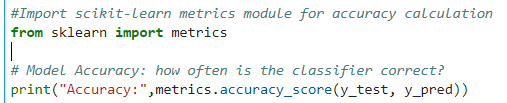 #Import scikit-learn metrics module for accuracy calculation
from sklearn import metrics
# Model Accuracy: how often is the classifier correct?
print("Accuracy:",metrics.accuracy_score(y_test, y_pred))